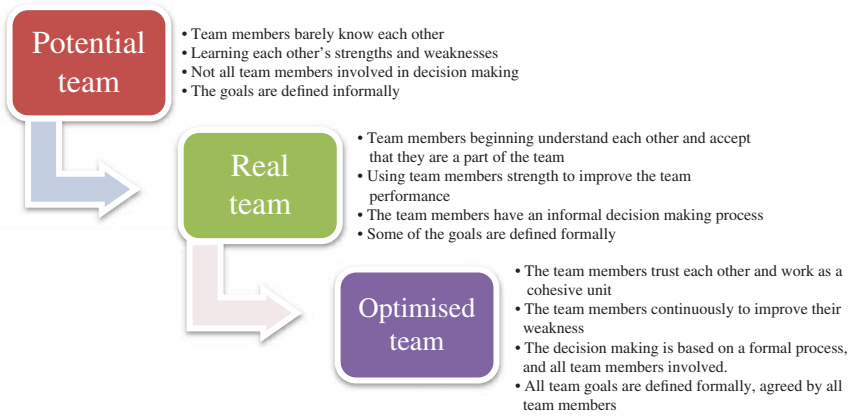 Potential
team
• Team members barely know each other
• Learning each other's strengths and weaknesses
• Not all team members involved in decision making
• The goals are defined informally
Real
team
• Team members beginning understand each other and accept
that they are a part of the team
• Using team members strength to improve the team
performance
• The team members have an informal decision making process
• Some of the goals are defined formally
Optimised
team
• The team members trust each other and work as a
cohesive unit
• The team members continuously to improve their
weakness
• The decision making is based on a formal process,
and all team members involved.
• All team goals are defined formally, agreed by all
team members